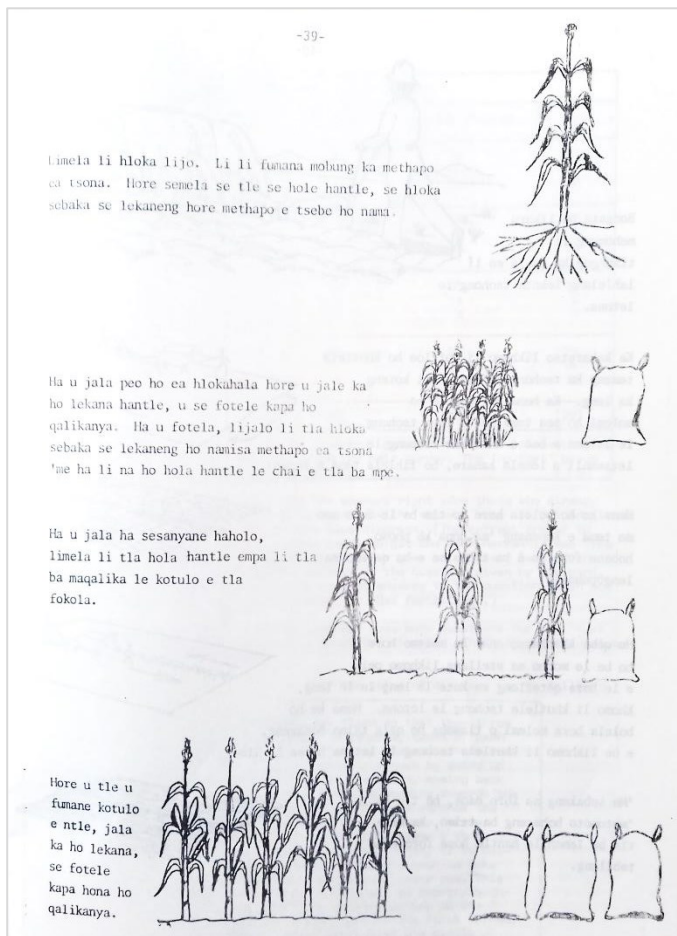 -39-
Limela li hloka lijo. Li li fumana mobung ka methapo
ea tsona. Hore semela se tle se hole hantle, se hloka
sebaka se lekaneng hore methapo e tsebe ho nama.
Ha u jala peo ho ea hlokahala hore u jale ka
ho lekana hantle, u se fotele kapa ho
qalikanya. Ha u fotela, lijalo li tla hloka
sebaka se lekaneng ho namisa methapo ea tsona
'me ha li na ho hola hantle le chai e tla ba mpe.
Ha u jala ha sesanyane haholo,
limela li tla hola hantle empa li tla
ba maqalika le kotulo e tla
fokola.
Hore u tle u
fumane kotulo
e ntle, jala
ka ho lekana,
se fotele
kapa hona ho
qalikanya.